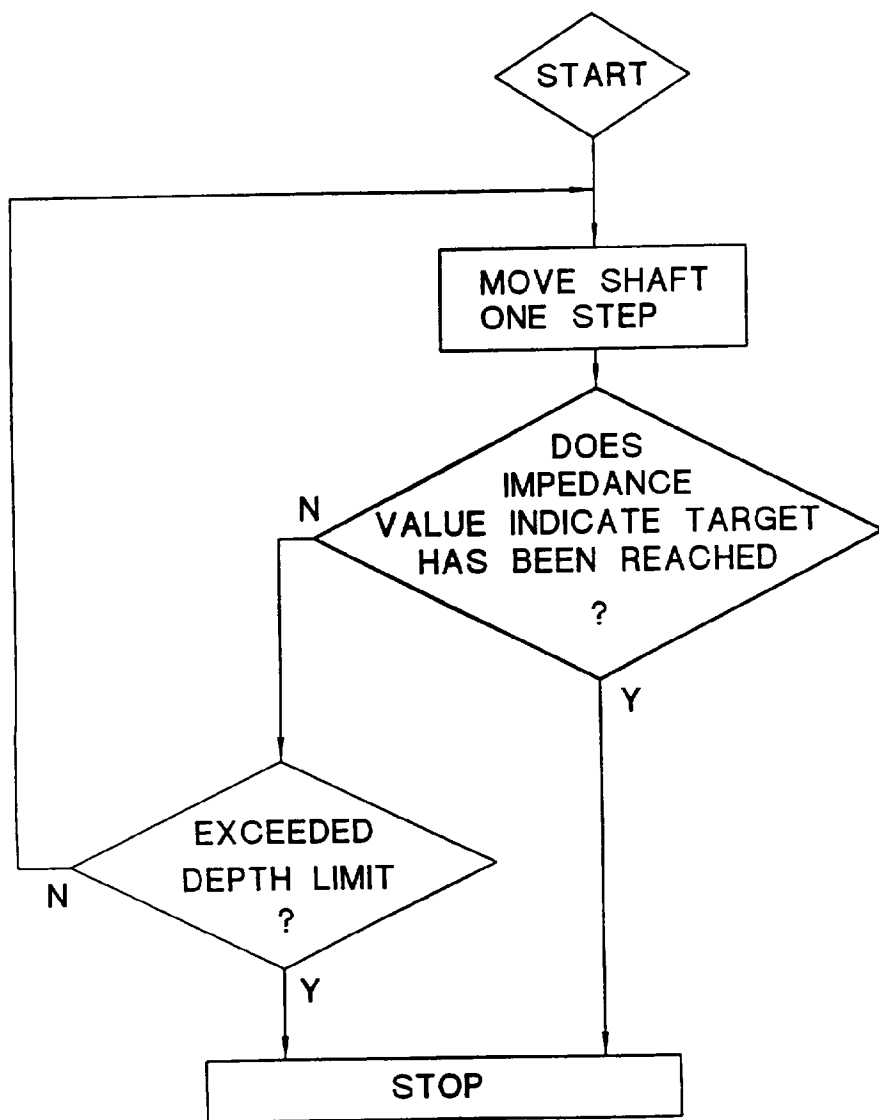 START
MOVE SHAFT
ONE STEP
DOES
IMPEDANCE
VALUE INDICATE TARGET
HAS BEEN REACHED
?
N
Y
EXCEEDED
DEPTH LIMIT
?
N
Y
STOP